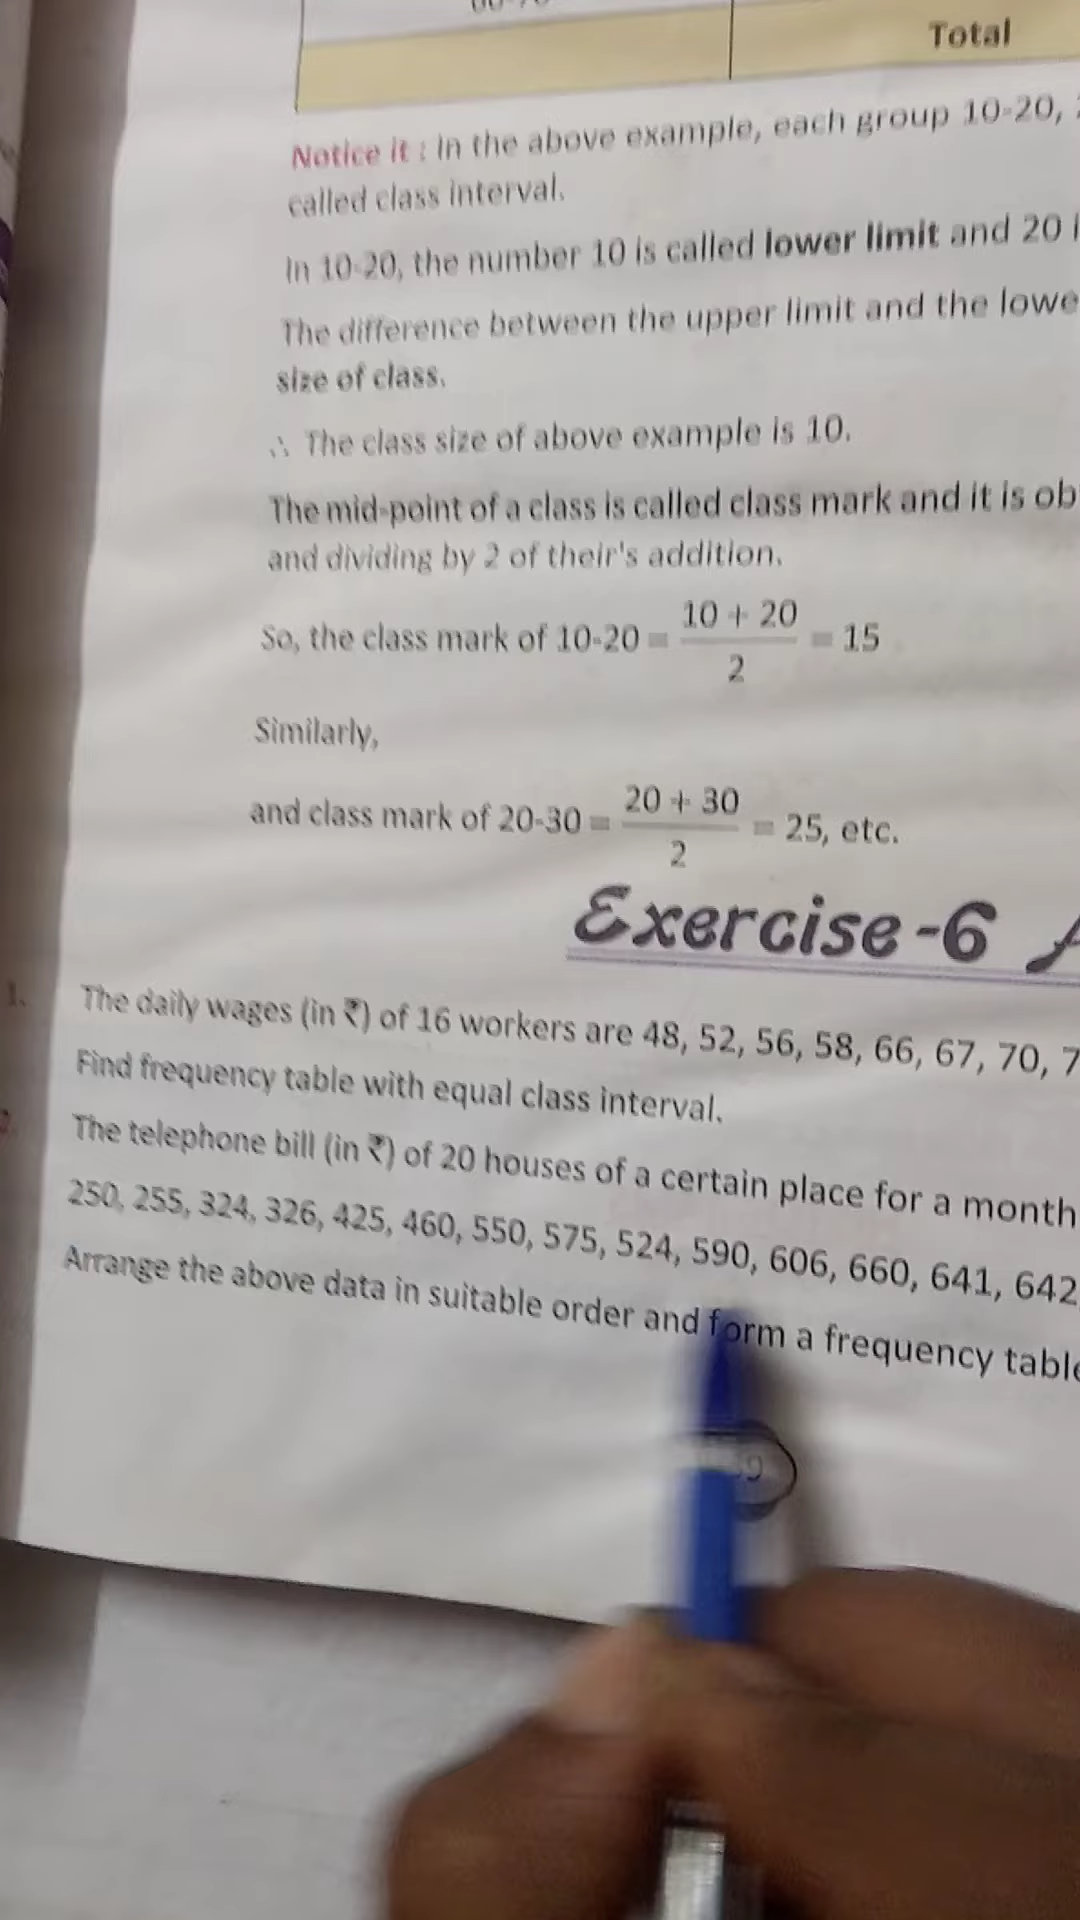 Total
Notice it : In the above example, each group 10-20,
called class interval.
In 10-20, the number 10 is called lower limit and 20
The difference between the upper limit and the lowe
size of class.
∴ The class size of above example is 10.
The mid-point of a class is called class mark and it is ob
and dividing by 2 of their's addition.
So, the class mark of 10-20 = 10 + 20 / 2 = 15
Similarly,
and class mark of 20-30 = 20 + 30 / 2 = 25, etc.
Exercise-6
1. The daily wages (in ₹) of 16 workers are 48, 52, 56, 58, 66, 67, 70, 7
Find frequency table with equal class interval.
2. The telephone bill (in ₹) of 20 houses of a certain place for a month
250, 255, 324, 326, 425, 460, 550, 575, 524, 590, 606, 660, 641, 642
Arrange the above data in suitable order and form a frequency table